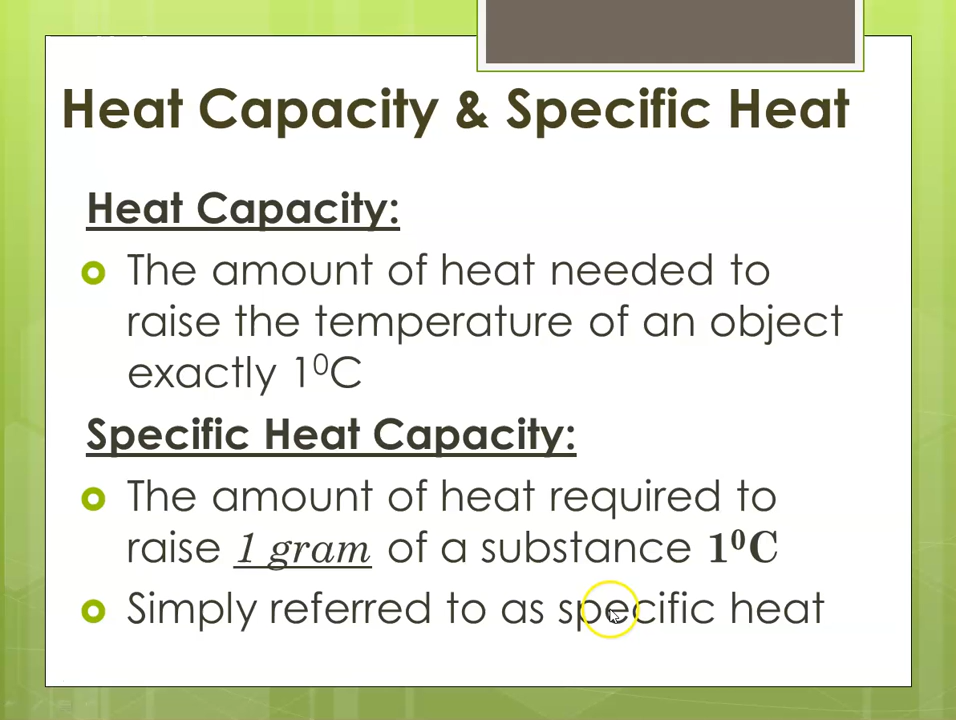 Heat Capacity & Specific Heat
Heat Capacity:
The amount of heat needed to
raise the temperature of an object
exactly 1⁰C
Specific Heat Capacity:
The amount of heat required to
raise 1 gram of a substance 1⁰C
Simply referred to as specific heat